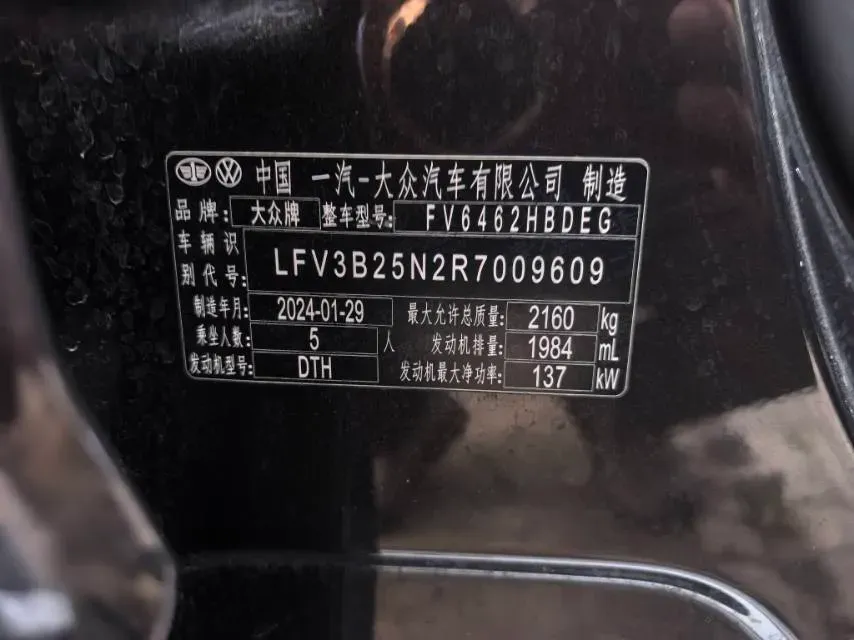 中国 一汽-大众汽车有限公司 制造
品牌: 大众牌 整车型号: FV6462HBDEG
车辆识别代号: LFV3B25N2R7009609
制造年月: 2024-01-29 最大允许总质量: 2160 kg
乘坐人数: 5 人 发动机排量: 1984 mL
发动机型号: DTH 发动机最大净功率: 137 kW